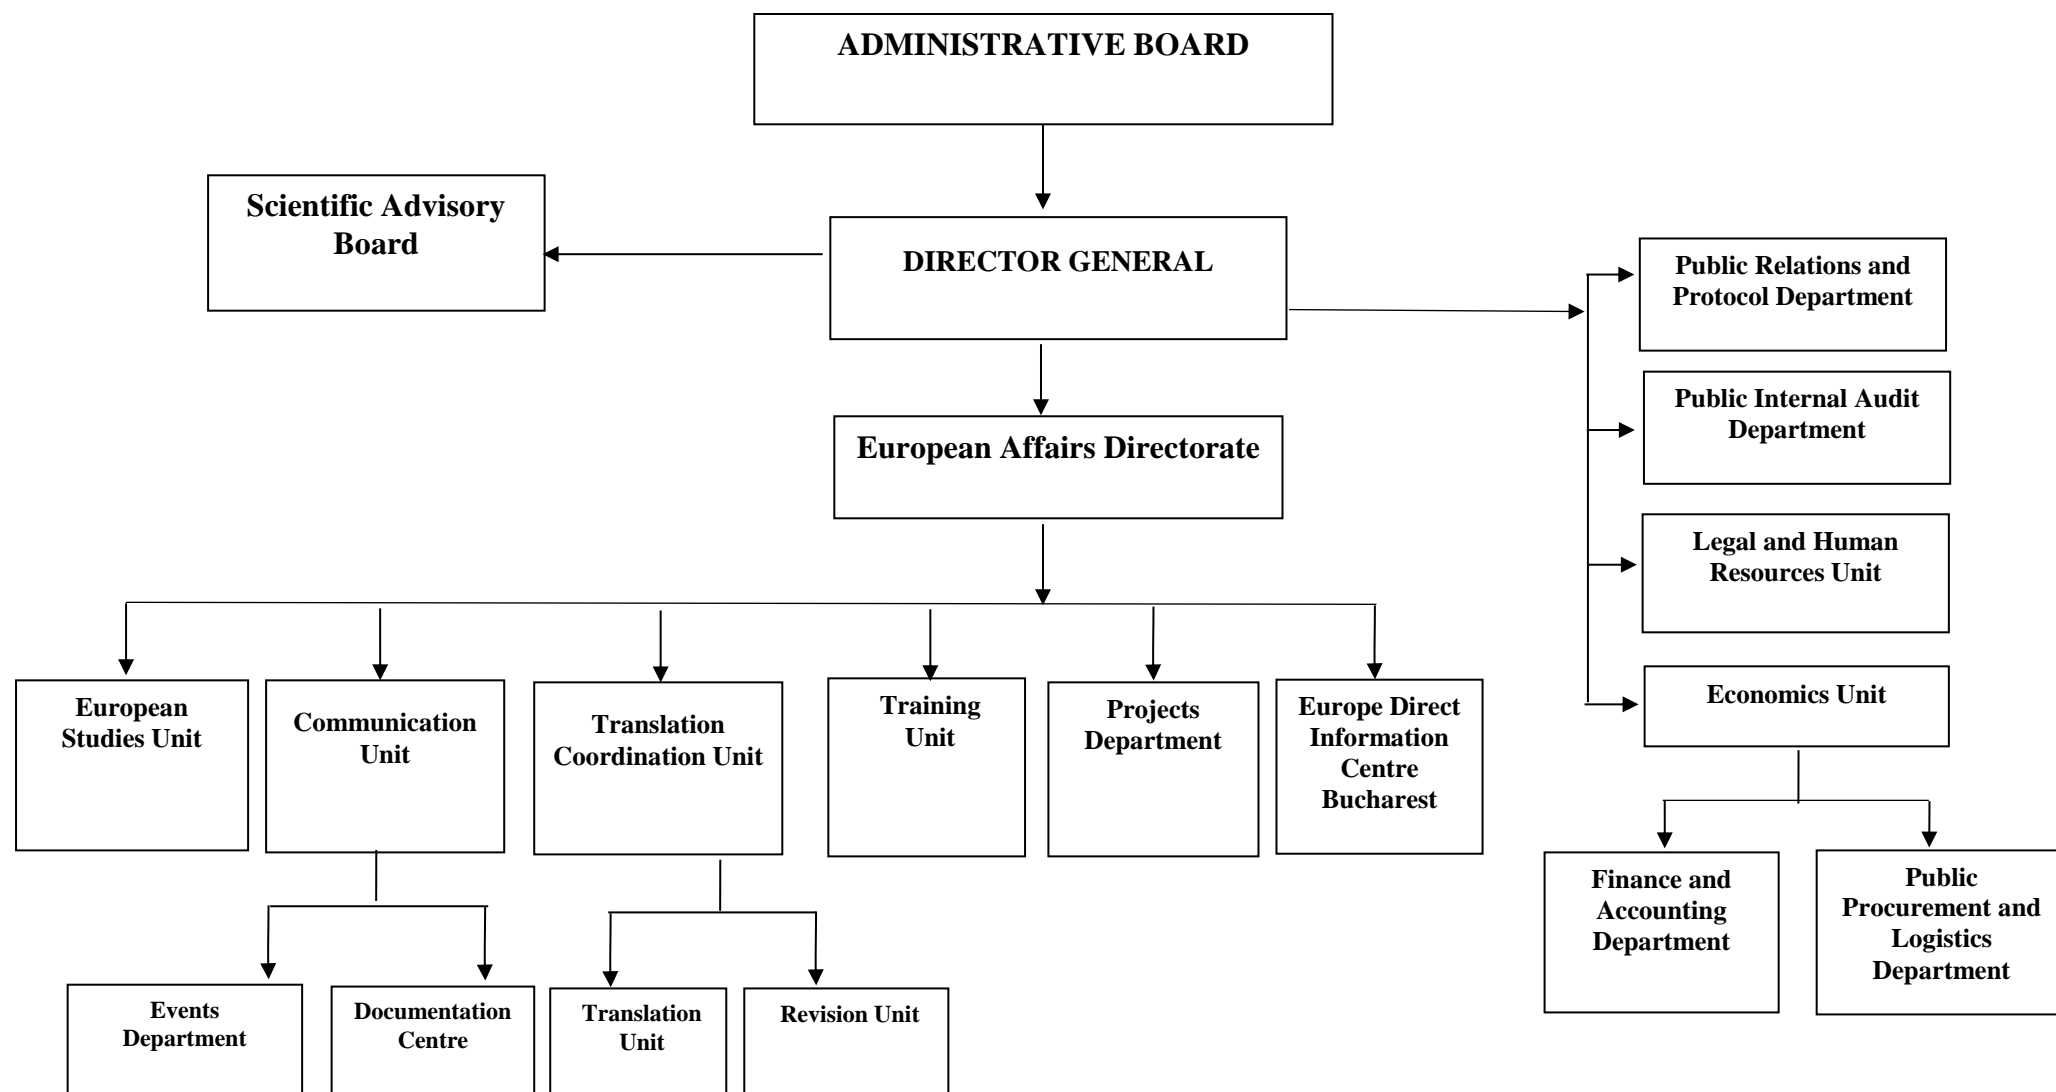 ADMINISTRATIVE BOARD
Scientific Advisory
Board
DIRECTOR GENERAL
Public Relations and
Protocol Department
Public Internal Audit
Department
European Affairs Directorate
Legal and Human
Resources Unit
Economics Unit
European
Studies Unit
Communication
Unit
Translation
Coordination Unit
Training
Unit
Projects
Department
Europe Direct
Information
Centre
Bucharest
Finance and
Accounting
Department
Public
Procurement and
Logistics
Department
Events
Department
Documentation
Centre
Translation
Unit
Revision Unit